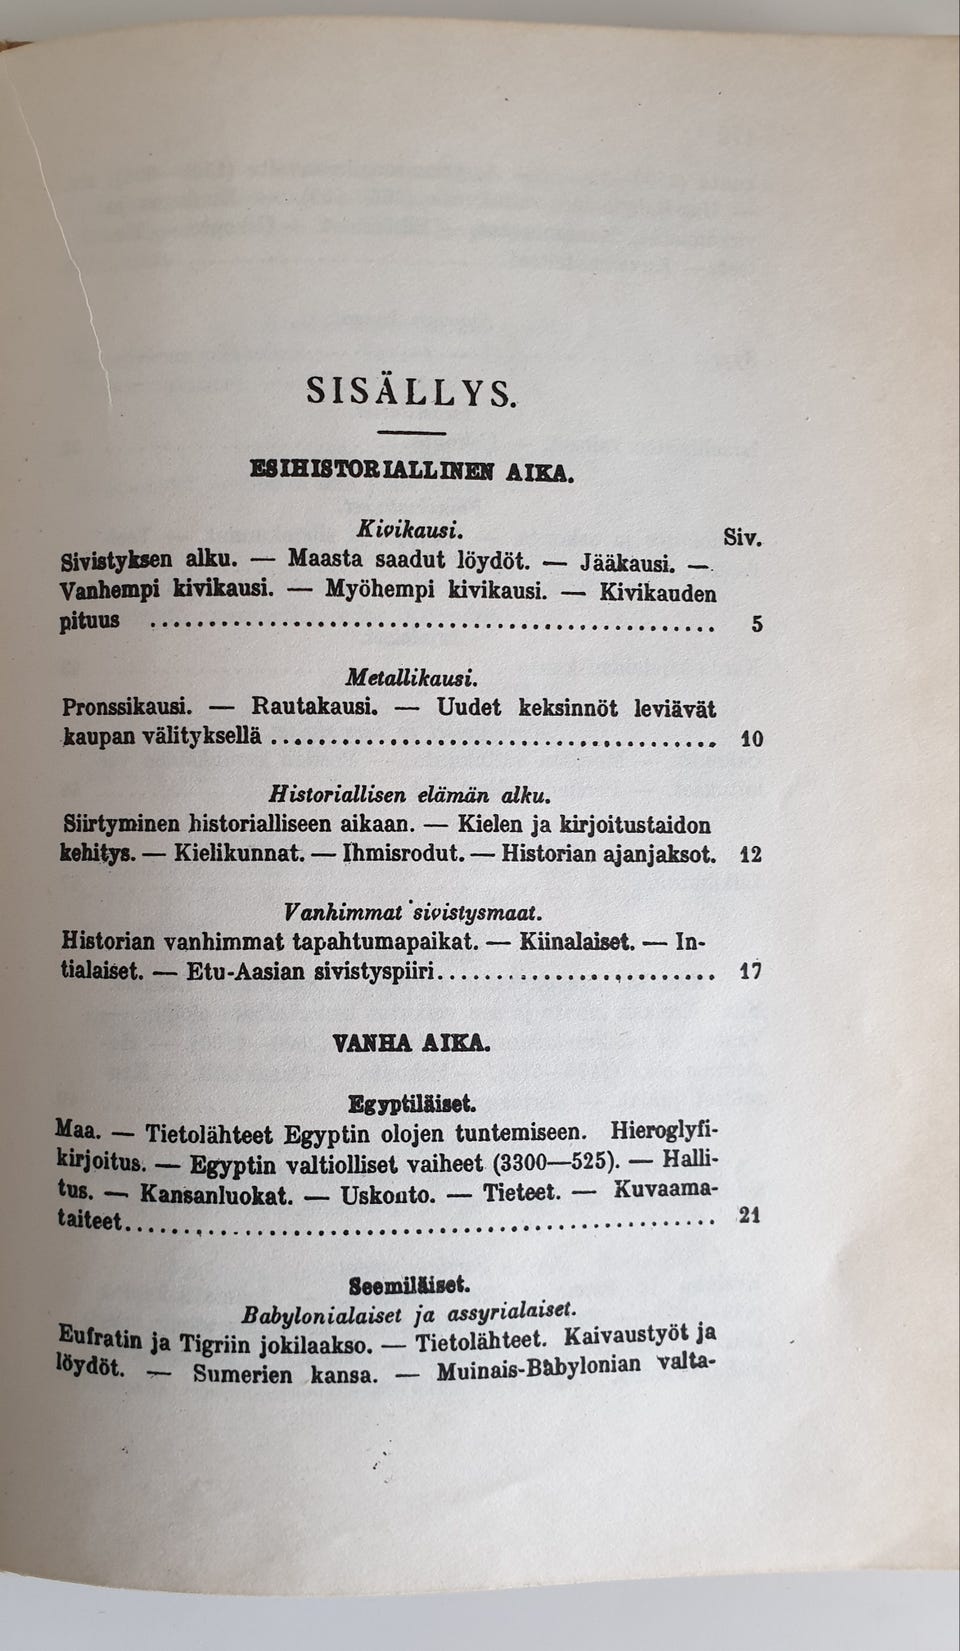 SISÄLLYS.
ESIHISTORIALLINEN AIKA.
Kivikausi.
Siv.
Sivistyksen alku. — Maasta saadut löydöt. — Jääkausi. —
Vanhempi kivikausi. — Myöhempi kivikausi. — Kivikauden
pituus ................................................ 5
Metallikausi.
Pronssikausi. — Rautakausi. — Uudet keksinnöt leviävät
kaupan välityksellä ...................................... 10
Historiallisen elämän alku.
Siirtyminen historialliseen aikaan. — Kielen ja kirjoitustaidon
kehitys. — Kielikunnat. — Ihmisrodut. — Historian ajanjaksot. 12
Vanhimmat sivistysmaat.
Historian vanhimmat tapahtumapaikat. — Kiinalaiset. — In-
tialaiset. — Etu-Aasian sivistyspiiri........................ 17
VANHA AIKA.
Egyptiläiset.
Maa. — Tietolähteet Egyptin olojen tuntemiseen. Hieroglyfi-
kirjoitus. — Egyptin valtiolliset vaiheet (3300—525). — Halli-
tus. — Kansanluokat. — Uskonto. — Tieteet. — Kuvaama-
taiteet.................................................. 21
Seemiläiset.
Babylonialaiset ja assyrialaiset.
Eufratin ja Tigriin jokilaakso. — Tietolähteet. Kaivaustyöt ja
löydöt. — Sumerien kansa. — Muinais-Babylonian valta-